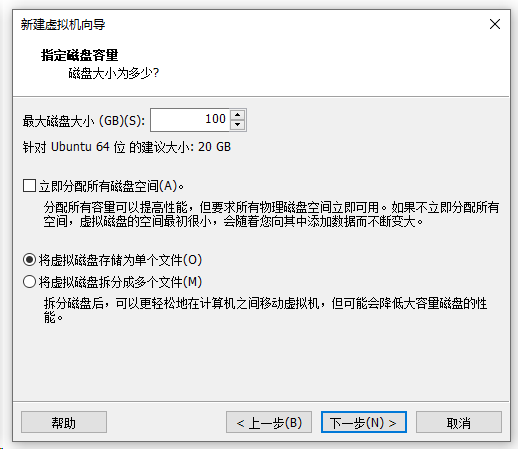 新建虚拟机向导
指定磁盘容量
磁盘大小为多少?
最大磁盘大小 (GB)(S): 100
针对 Ubuntu 64 位 的建议大小: 20 GB
立即分配所有磁盘空间(A)。
分配所有容量可以提高性能，但要求所有物理磁盘空间立即可用。如果不立即分配所有
空间，虚拟磁盘的空间最初很小，会随着您向其中添加数据而不断变大。
将虚拟磁盘存储为单个文件(O)
将虚拟磁盘拆分成多个文件(M)
拆分磁盘后，可以更轻松地在计算机之间移动虚拟机，但可能会降低大容量磁盘的性
能。
帮助 < 上一步(B) 下一步(N) > 取消